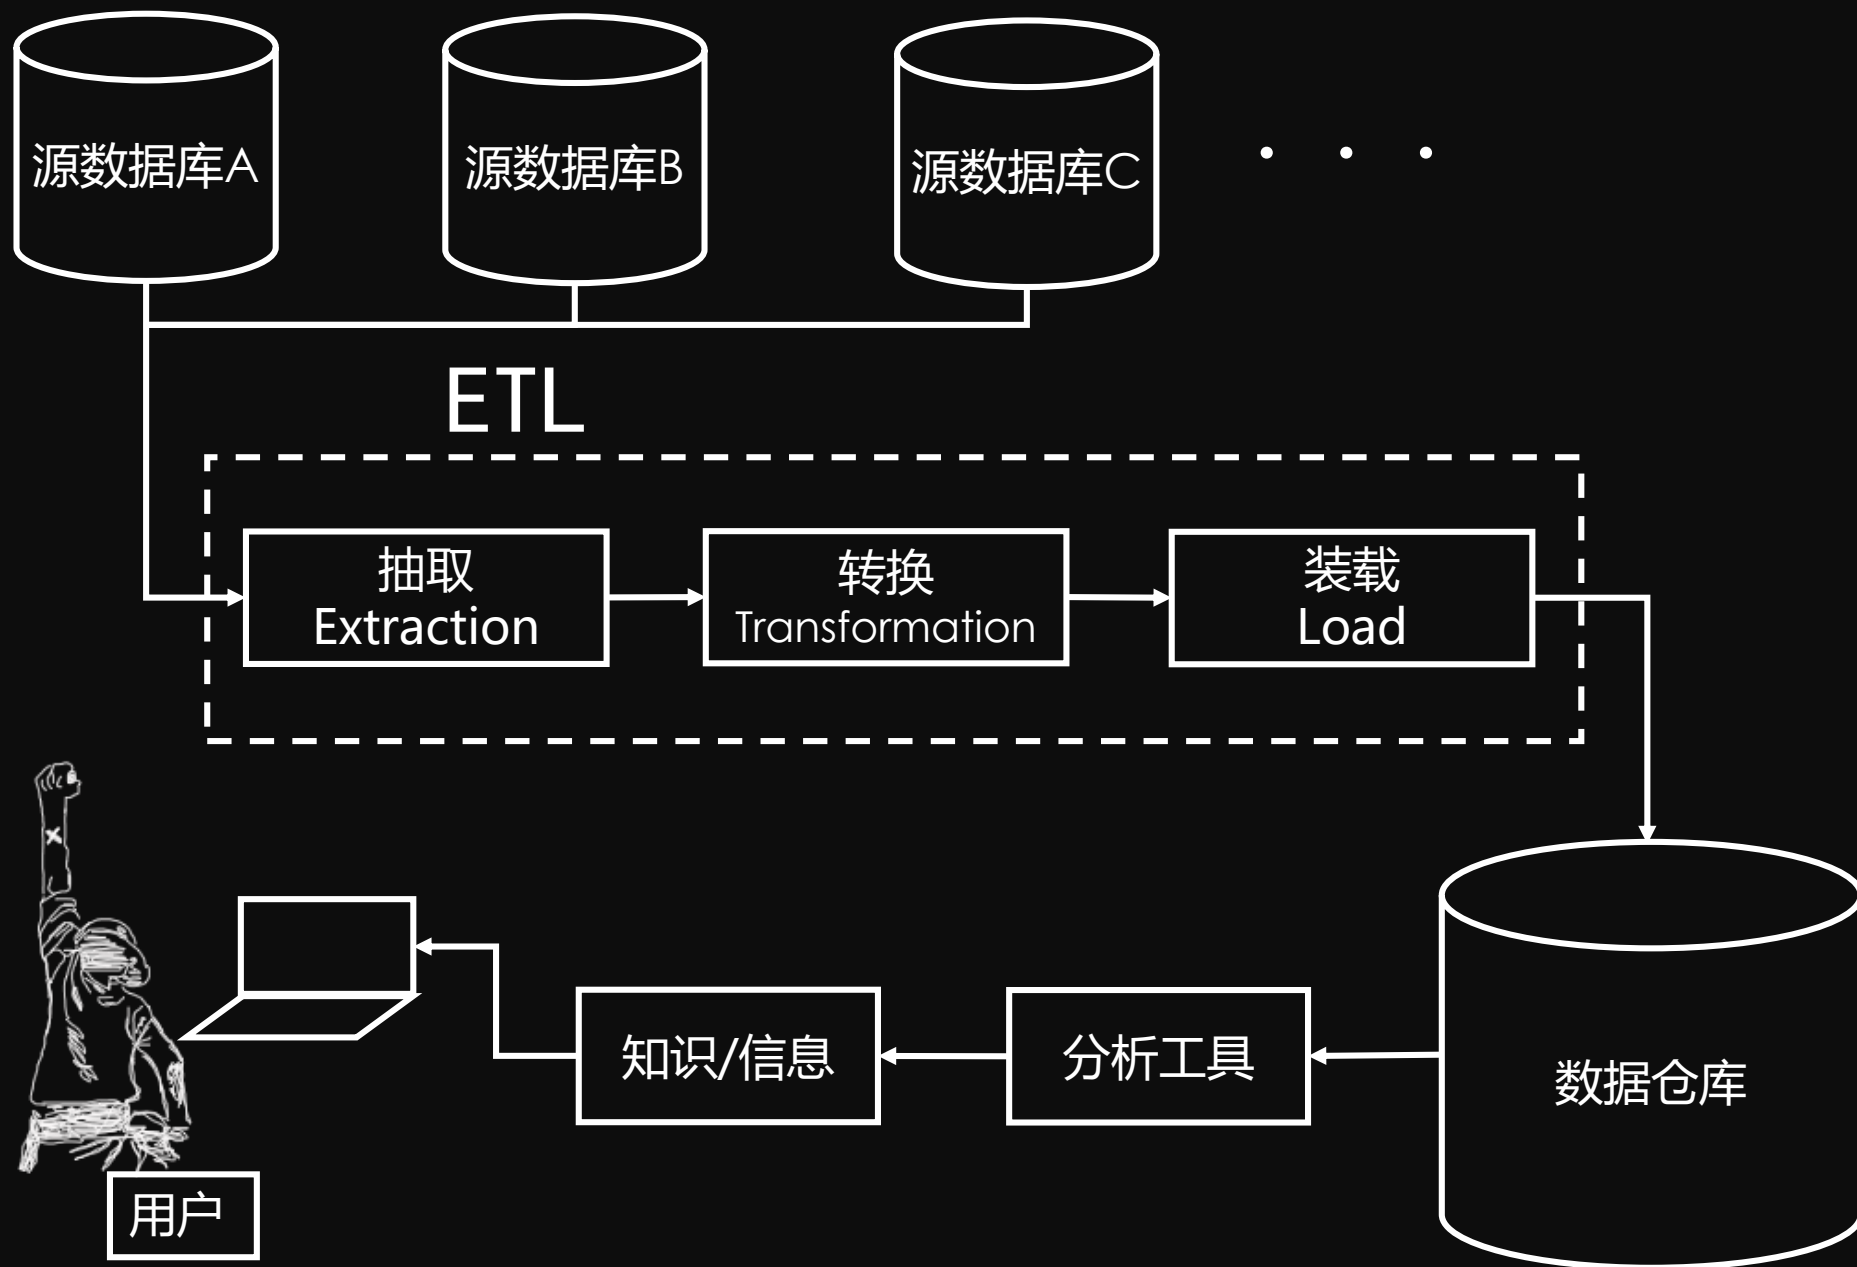 源数据库A
源数据库B
源数据库C
. . .
ETL
抽取
Extraction
转换
Transformation
装载
Load
知识/信息
分析工具
数据仓库
用户